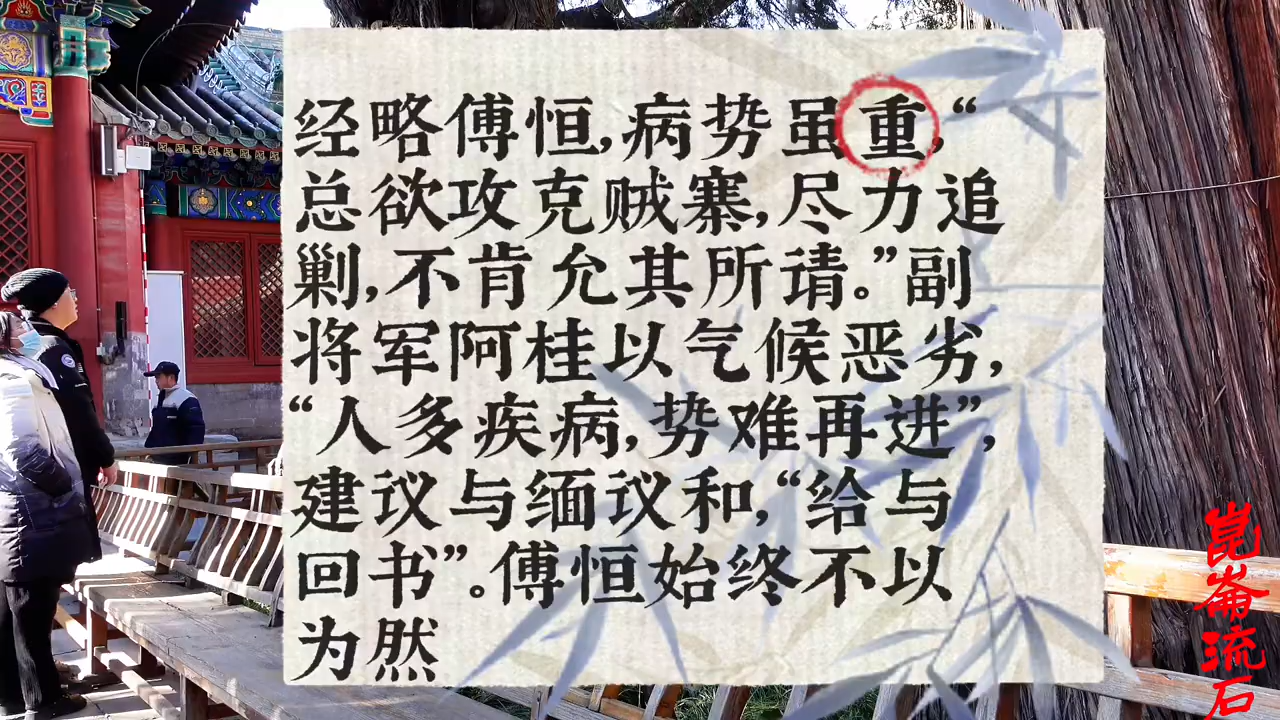 经略傅恒,病势虽重,“
总欲攻克贼寨,尽力追
剿,不肯允其所请。”副
将军阿桂以气候恶劣,
“人多疾病,势难再进”,
建议与缅议和,“给与
回书”。傅恒始终不以
为然
崑崙流石